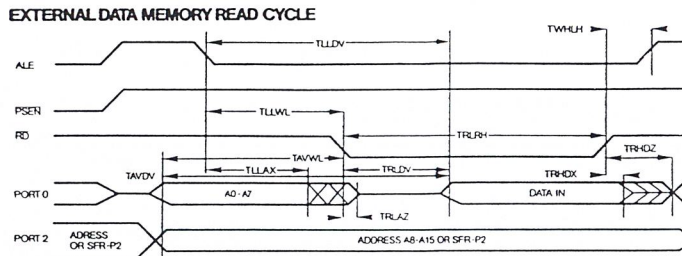 EXTERNAL DATA MEMORY READ CYCLE
TWHLH
TLLDV
ALE
PSEN
TLLWL
RD
TRLRH
TAVWL
TRHDZ
TAVDV
TLLAX
TRLDV
TRHDX
PORT 0
A0-A7
DATA IN
TRLAZ
PORT 2
ADRESS
OR SFR-P2
ADDRESS A8-A15 OR SFR-P2